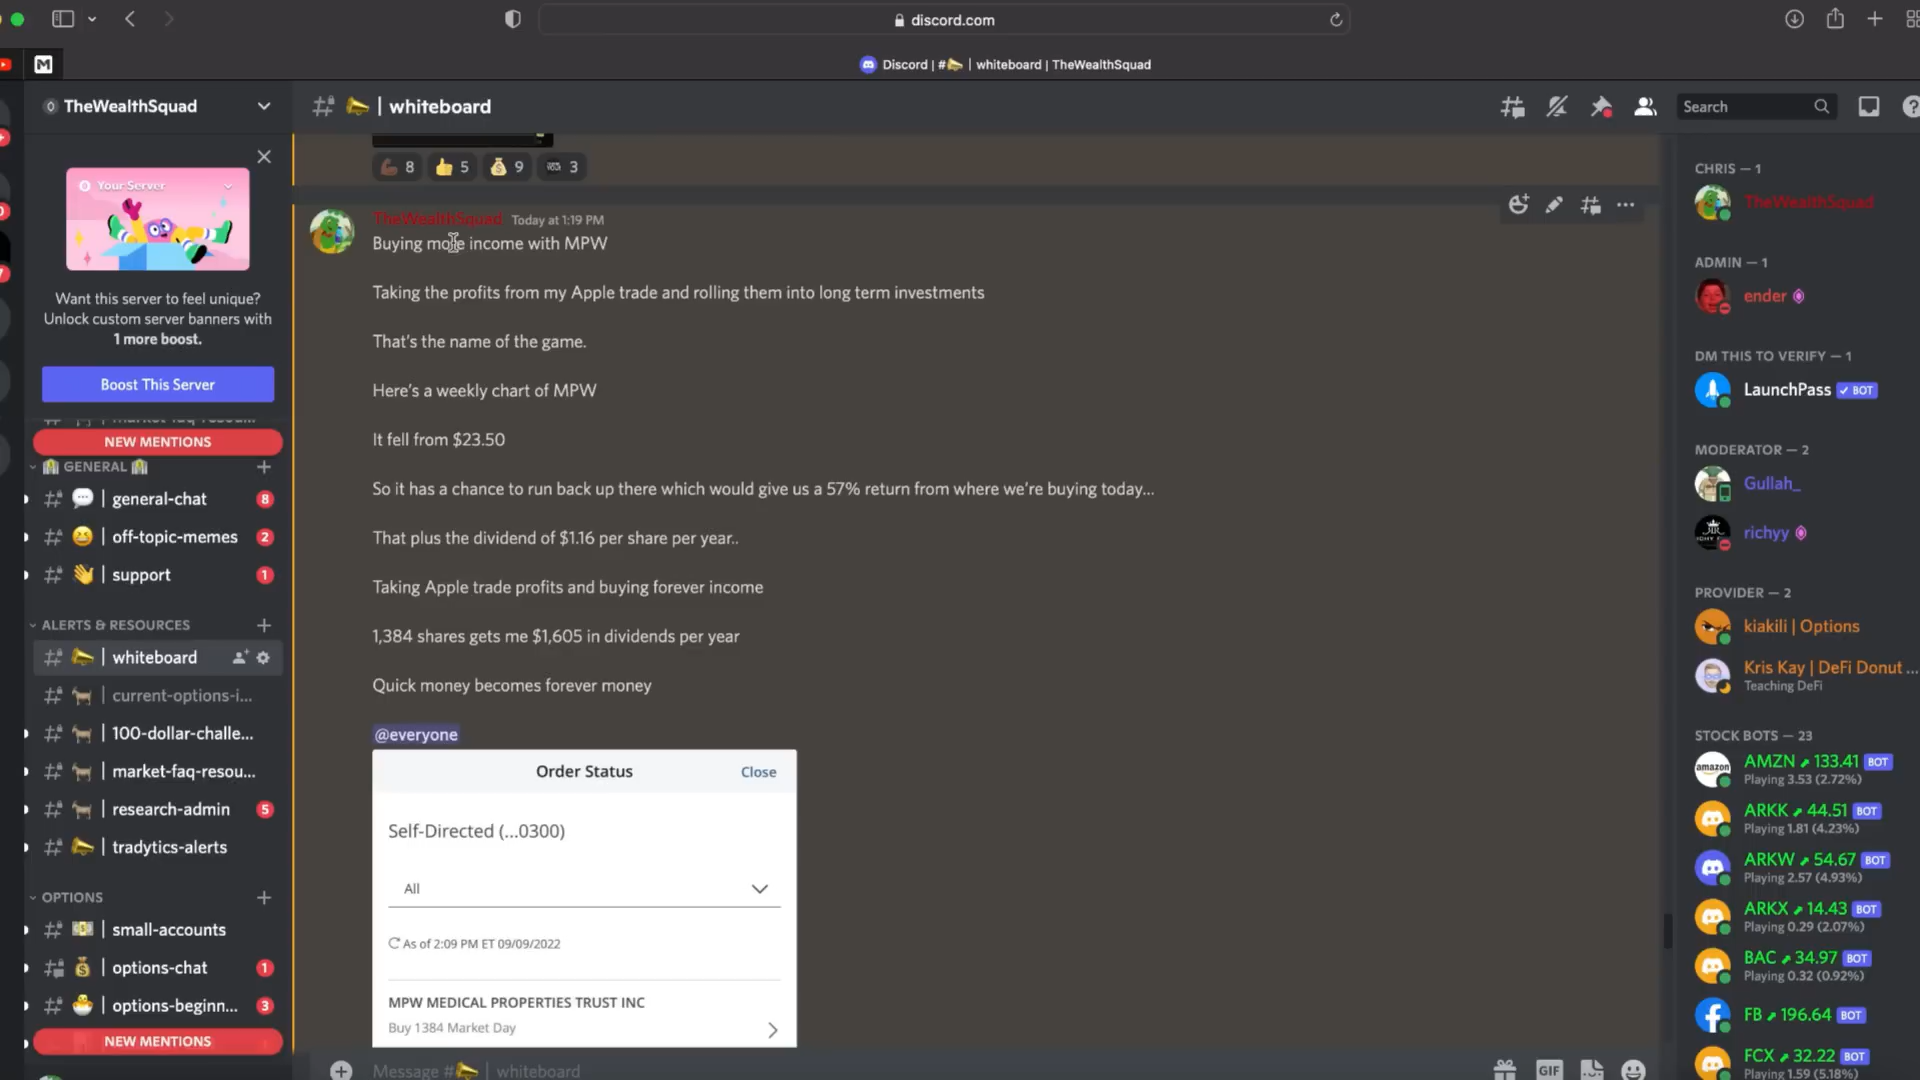 discord.com
Discord | # | whiteboard | TheWealthSquad
TheWealthSquad
Your Server
Want this server to feel unique?
Unlock custom server banners with
1 more boost.
Boost This Server
NEW MENTIONS
GENERAL
general-chat
8
off-topic-memes
2
support
1
ALERTS & RESOURCES
whiteboard
current-options-i...
100-dollar-challe...
market-faq-resou...
research-admin
5
tradytics-alerts
OPTIONS
small-accounts
options-chat
1
options-beginn...
3
NEW MENTIONS
| whiteboard
Search
8
5
9
3
TheWealthSquad Today at 1:19 PM
Buying more income with MPW
Taking the profits from my Apple trade and rolling them into long term investments
That's the name of the game.
Here's a weekly chart of MPW
It fell from $23.50
So it has a chance to run back up there which would give us a 57% return from where we're buying today...
That plus the dividend of $1.16 per share per year..
Taking Apple trade profits and buying forever income
1,384 shares gets me $1,605 in dividends per year
Quick money becomes forever money
@everyone
Order Status
Close
Self-Directed (...0300)
All
As of 2:09 PM ET 09/09/2022
MPW MEDICAL PROPERTIES TRUST INC
Buy 1384 Market Day
Message # | whiteboard
GIF
CHRIS — 1
TheWealthSquad
ADMIN — 1
ender
DM THIS TO VERIFY — 1
LaunchPass BOT
MODERATOR — 2
Gullah_
richyy
PROVIDER — 2
kiakili | Options
Kris Kay | DeFi Donut ...
Teaching DeFi
STOCK BOTS — 23
amazon
AMZN 133.41 BOT
Playing 3.53 (2.72%)
ARKK 44.51 BOT
Playing 1.81 (4.23%)
ARKW 54.67 BOT
Playing 2.57 (4.93%)
ARKX 14.43 BOT
Playing 0.29 (2.07%)
BAC 34.97 BOT
Playing 0.32 (0.92%)
FB 196.64 BOT
FCX 32.22 BOT
Playing 1.59 (5.18%)